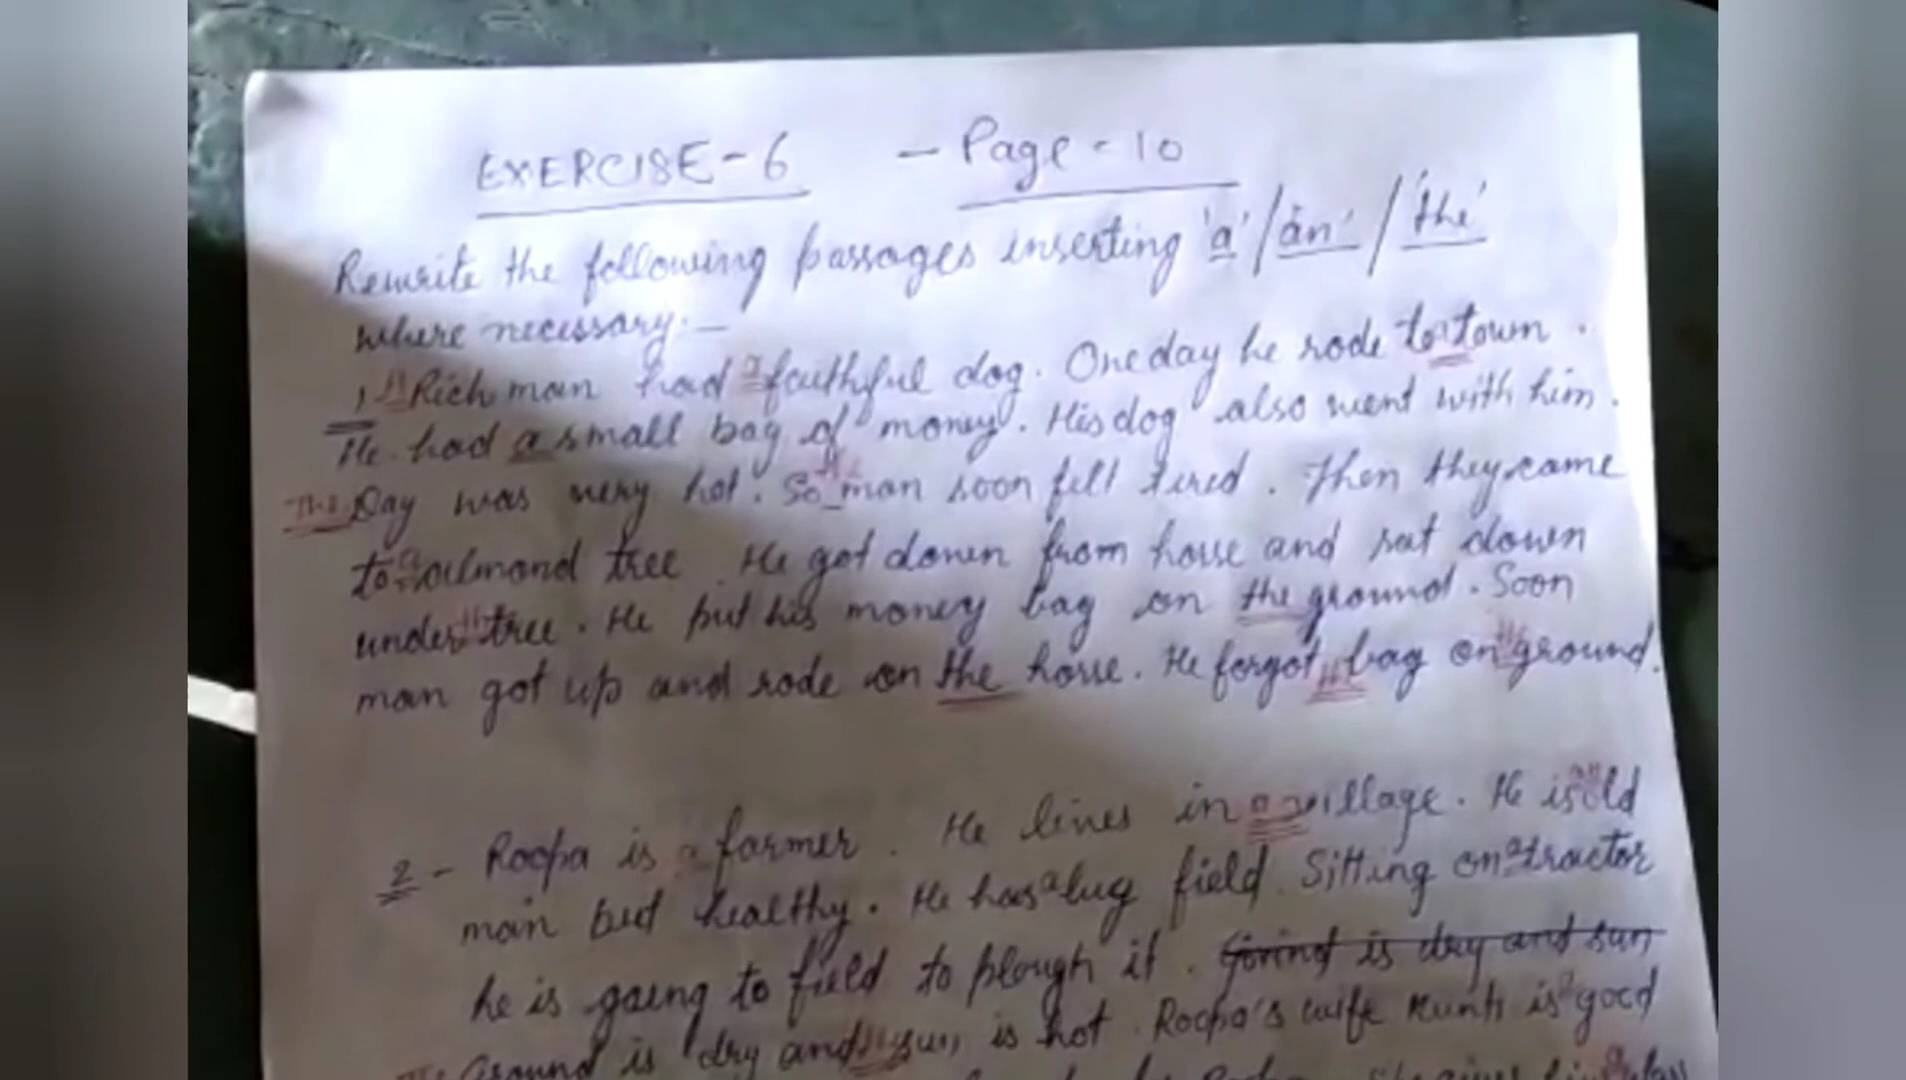 EXERCISE-6 - Page-10
Rewrite the following passages inserting 'a'/'an'/'the'
where necessary.—
1, Rich man had a faithful dog. One day he rode to a town.
He had a small bag of money. His dog also went with him.
The Day was very hot. So the man soon felt tired. Then they came
to a almond tree. He got down from horse and sat down
under the tree. He put his money bag on the ground. Soon
man got up and rode on the horse. He forgot the bag on the ground.
2- Roopa is a farmer. He lives in a village. He is an old
man but healthy. He has a bug field. Sitting on a tractor
he is going to field to plough it. Gorind is dry and sun
The Ground is dry and sun is hot. Roopa's wife Kunti is a good